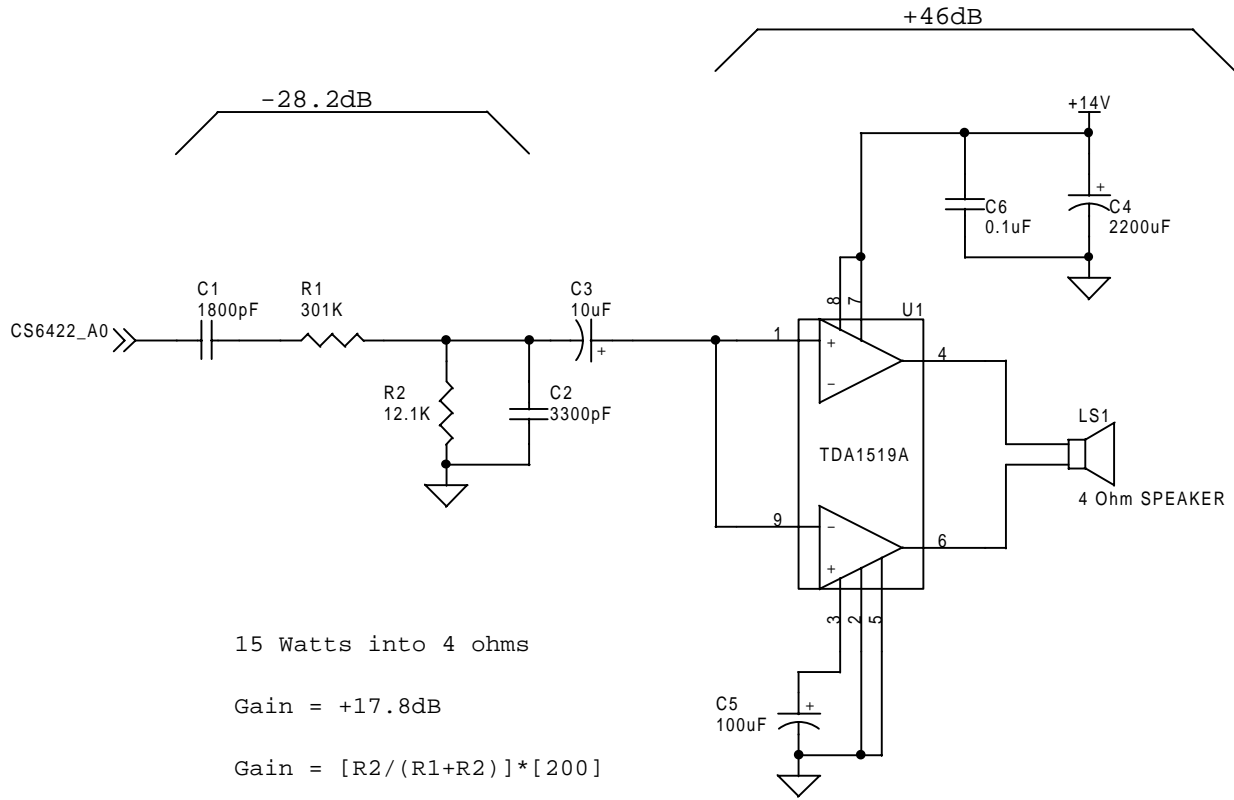 +46dB
-28.2dB
+14V
C6
0.1uF
C4
2200uF
C1
1800pF
R1
301K
C3
10uF
+
CS6422_A0
R2
12.1K
C2
3300pF
+
8
7
U1
1
+
-
4
TDA1519A
LS1
4 Ohm SPEAKER
9
-
+
6
3
2
5
C5
100uF
+
15 Watts into 4 ohms
Gain = +17.8dB
Gain = [R2/(R1+R2)]*[200]